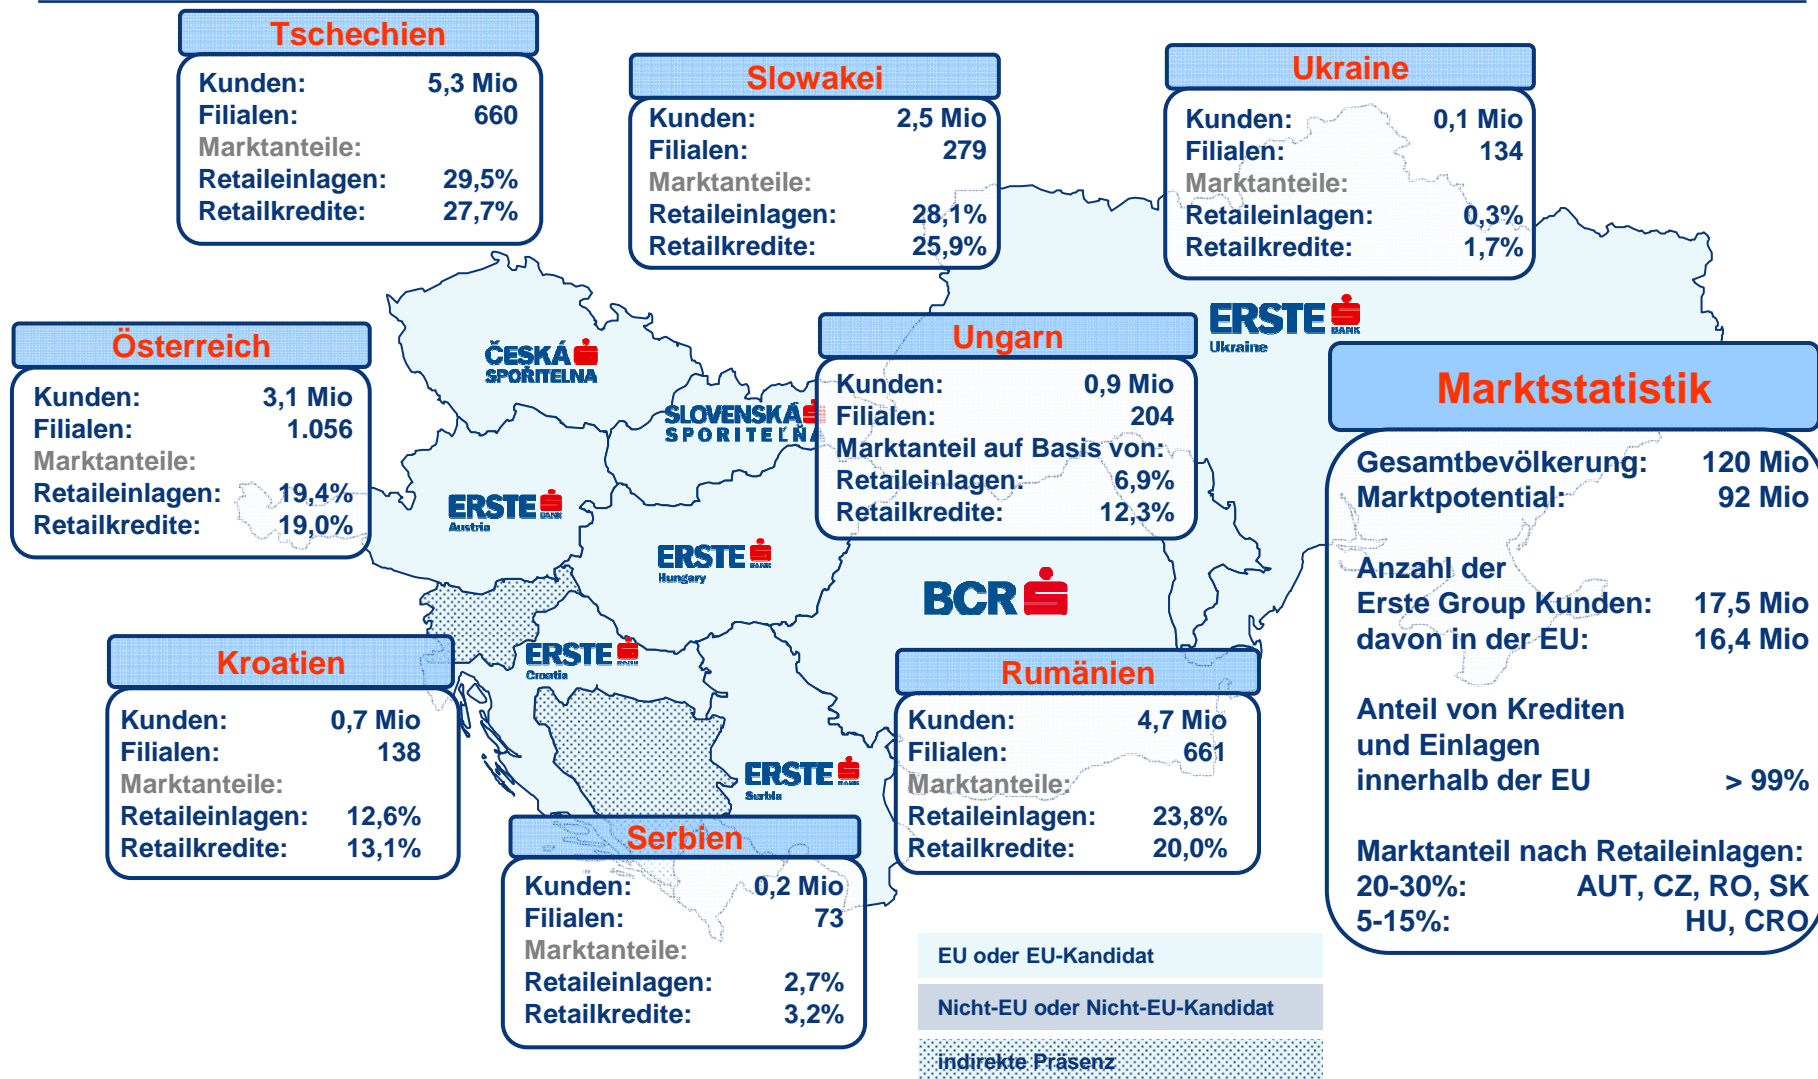 Tschechien
Kunden: 5,3 Mio
Filialen: 660
Marktanteile:
Retaileinlagen: 29,5%
Retailkredite: 27,7%
Slowakei
Kunden: 2,5 Mio
Filialen: 279
Marktanteile:
Retaileinlagen: 28,1%
Retailkredite: 25,9%
Ukraine
Kunden: 0,1 Mio
Filialen: 134
Marktanteile:
Retaileinlagen: 0,3%
Retailkredite: 1,7%
Österreich
Kunden: 3,1 Mio
Filialen: 1.056
Marktanteile:
Retaileinlagen: 19,4%
Retailkredite: 19,0%
ČESKÁ
SPOŘITELNA
SLOVENSKÁ
SPORITEĽŇA
Ungarn
Kunden: 0,9 Mio
Filialen: 204
Marktanteil auf Basis von:
Retaileinlagen: 6,9%
Retailkredite: 12,3%
ERSTE
BANK
Ukraine
ERSTE
BANK
Austria
ERSTE
BANK
Hungary
BCR
ERSTE
BANK
Croatia
ERSTE
BANK
Serbia
Marktstatistik
Gesamtbevölkerung: 120 Mio
Marktpotential: 92 Mio
Anzahl der
Erste Group Kunden: 17,5 Mio
davon in der EU: 16,4 Mio
Anteil von Krediten
und Einlagen
innerhalb der EU > 99%
Marktanteil nach Retaileinlagen:
20-30%: AUT, CZ, RO, SK
5-15%: HU, CRO
Kroatien
Kunden: 0,7 Mio
Filialen: 138
Marktanteile:
Retaileinlagen: 12,6%
Retailkredite: 13,1%
Rumänien
Kunden: 4,7 Mio
Filialen: 661
Marktanteile:
Retaileinlagen: 23,8%
Retailkredite: 20,0%
Serbien
Kunden: 0,2 Mio
Filialen: 73
Marktanteile:
Retaileinlagen: 2,7%
Retailkredite: 3,2%
EU oder EU-Kandidat
Nicht-EU oder Nicht-EU-Kandidat
indirekte Präsenz